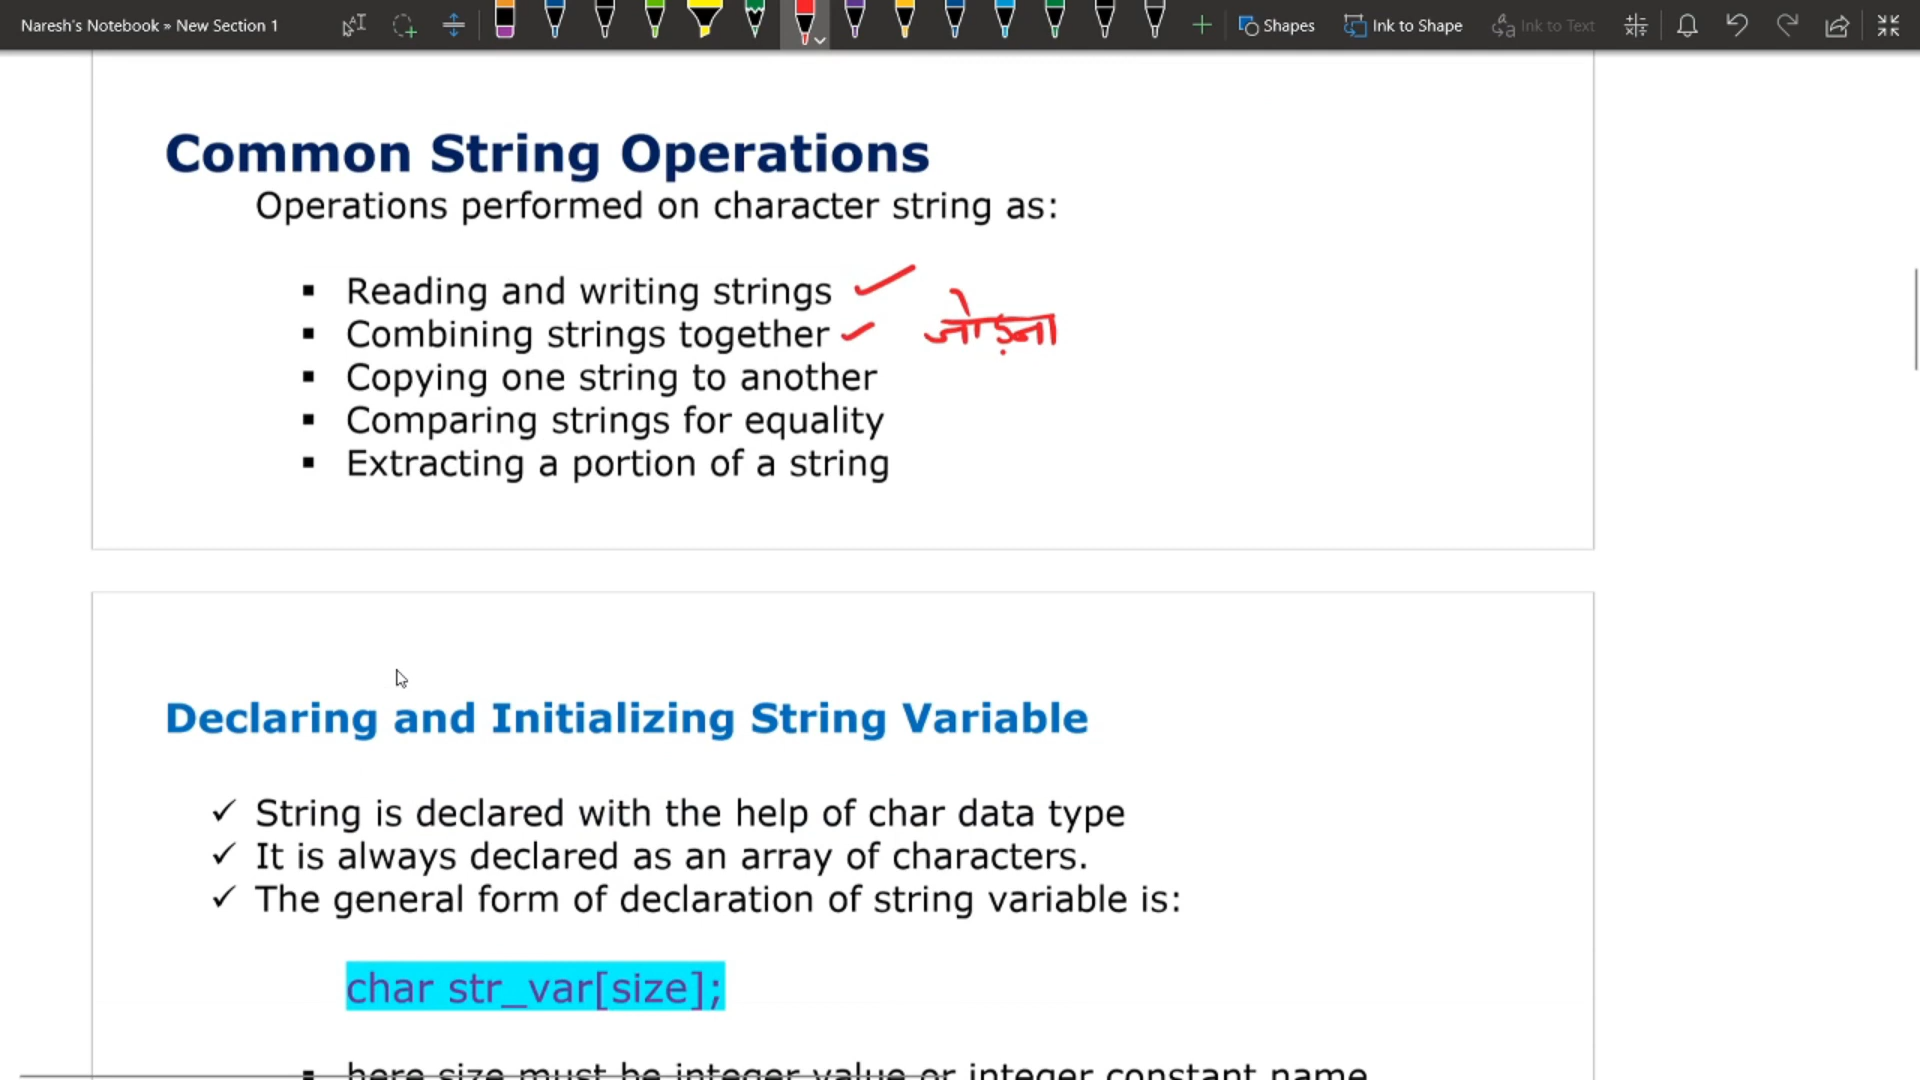 Naresh's Notebook » New Section 1
Shapes
Ink to Shape
Ink to Text
Common String Operations
Operations performed on character string as:
▪ Reading and writing strings
▪ Combining strings together ✓ जोड़ना
▪ Copying one string to another
▪ Comparing strings for equality
▪ Extracting a portion of a string
Declaring and Initializing String Variable
✓ String is declared with the help of char data type
✓ It is always declared as an array of characters.
✓ The general form of declaration of string variable is:
char str_var[size];
▪ here size must be integer value or integer constant name